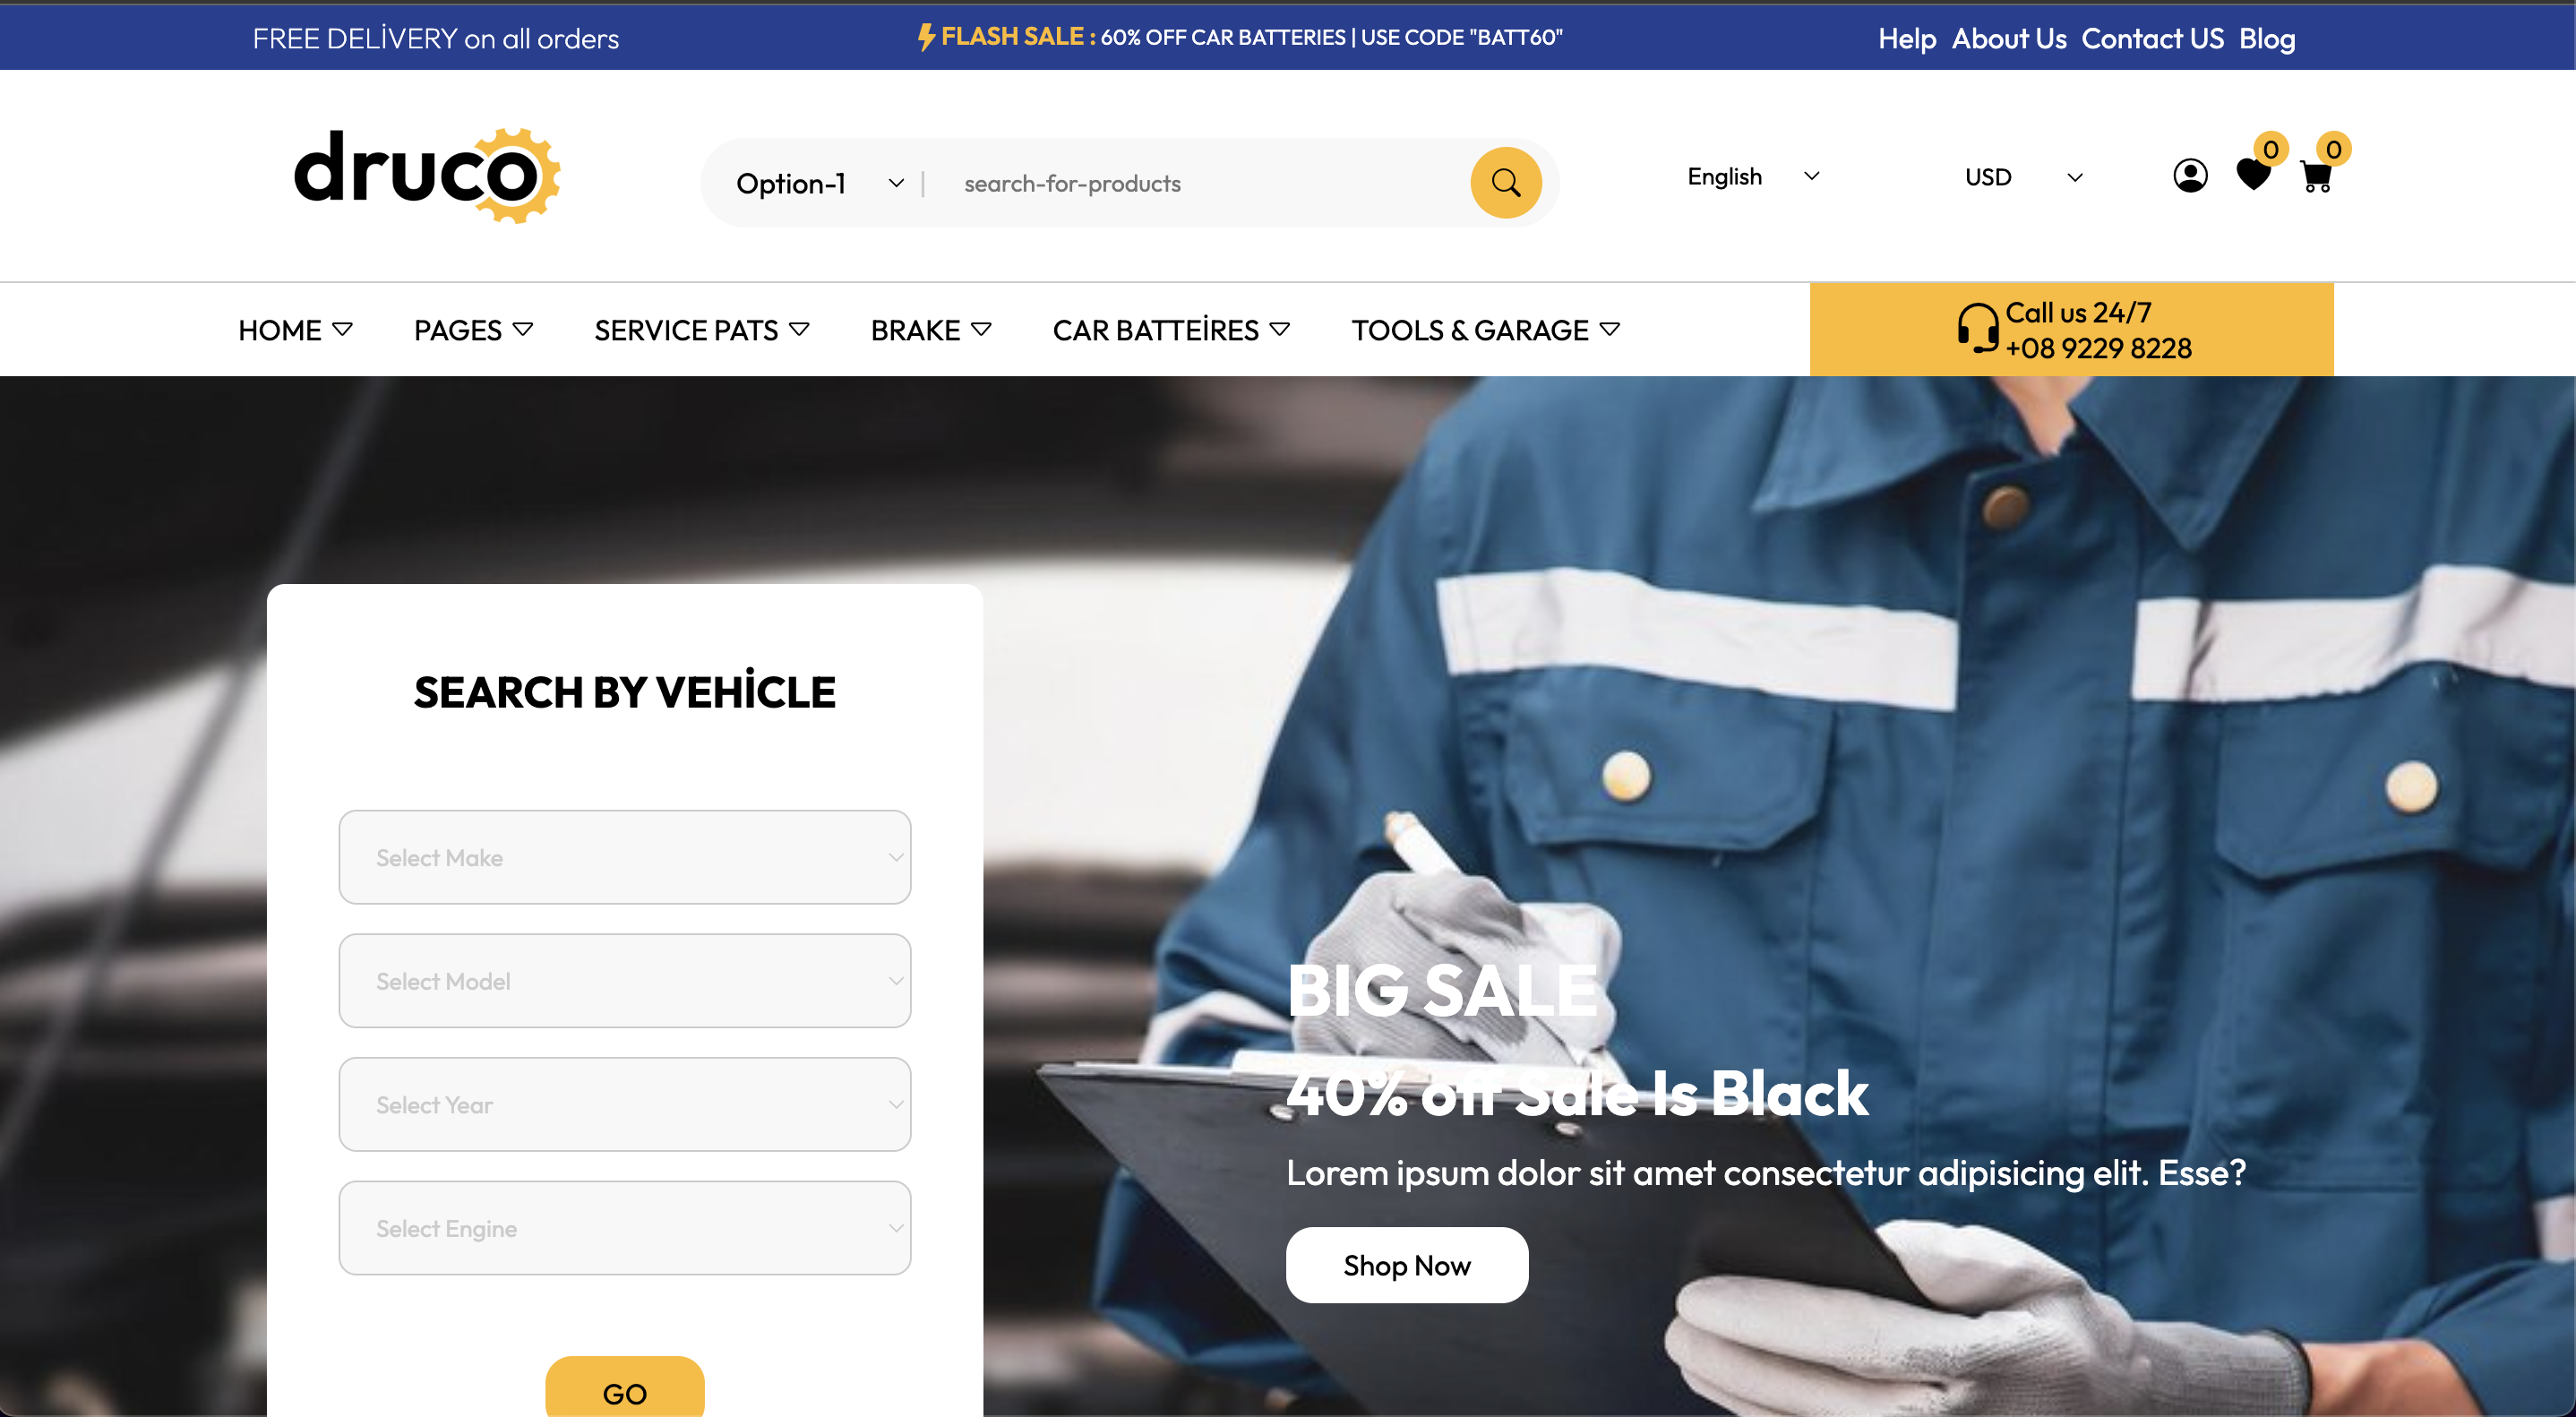 FREE DELİVERY on all orders
FLASH SALE : 60% OFF CAR BATTERIES | USE CODE "BATT60"
Help About Us Contact US Blog
druco
Option-1
search-for-products
English
USD
0
0
HOME
PAGES
SERVICE PATS
BRAKE
CAR BATTEİRES
TOOLS & GARAGE
Call us 24/7
+08 9229 8228
SEARCH BY VEHİCLE
Select Make
Select Model
Select Year
Select Engine
GO
BIG SALE
40% off Sale Is Black
Lorem ipsum dolor sit amet consectetur adipisicing elit. Esse?
Shop Now